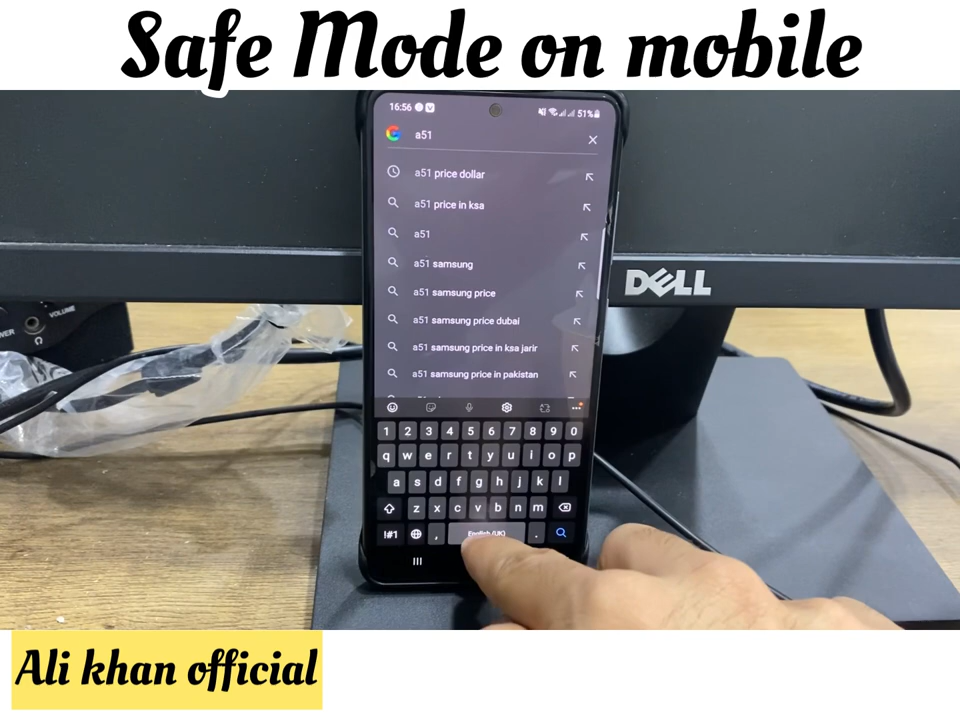 Safe Mode on mobile
16:56
51%
a51
a51 price dollar
a51 price in ksa
a51
a51 samsung
a51 samsung price
a51 samsung price dubai
a51 samsung price in ksa jarir
a51 samsung price in pakistan
DELL
VOLUME
1 2 3 4 5 6 7 8 9 0
q w e r t y u i o p
a s d f g h j k l
z x c v b n m
!#1 , English (UK) .
Ali khan official